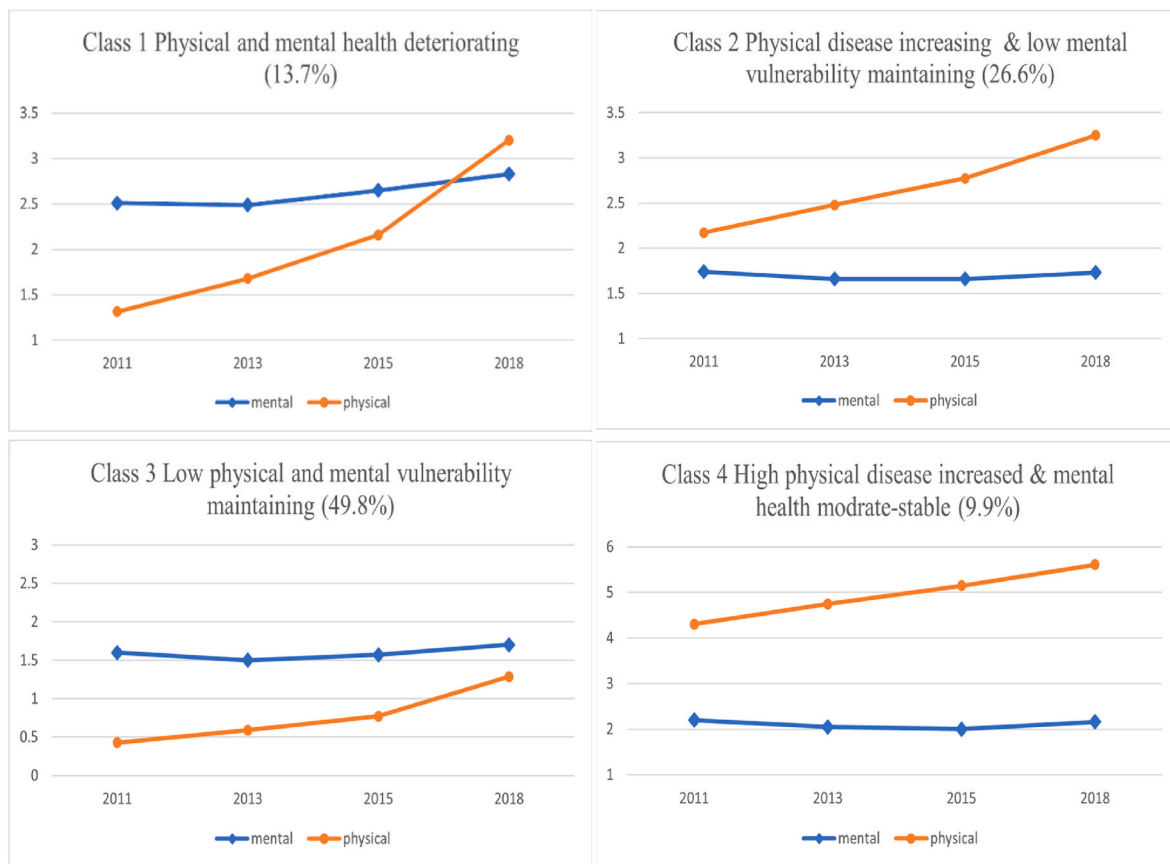 Class 1 Physical and mental health deteriorating
(13.7%)
3.5
3
2.5
2
1.5
1
2011 2013 2015 2018
mental physical
Class 2 Physical disease increasing & low mental
vulnerability maintaining (26.6%)
3.5
3
2.5
2
1.5
1
2011 2013 2015 2018
mental physical
Class 3 Low physical and mental vulnerability
maintaining (49.8%)
3
2.5
2
1.5
1
0.5
0
2011 2013 2015 2018
mental physical
Class 4 High physical disease increased & mental
health modrate-stable (9.9%)
6
5
4
3
2
1
2011 2013 2015 2018
mental physical